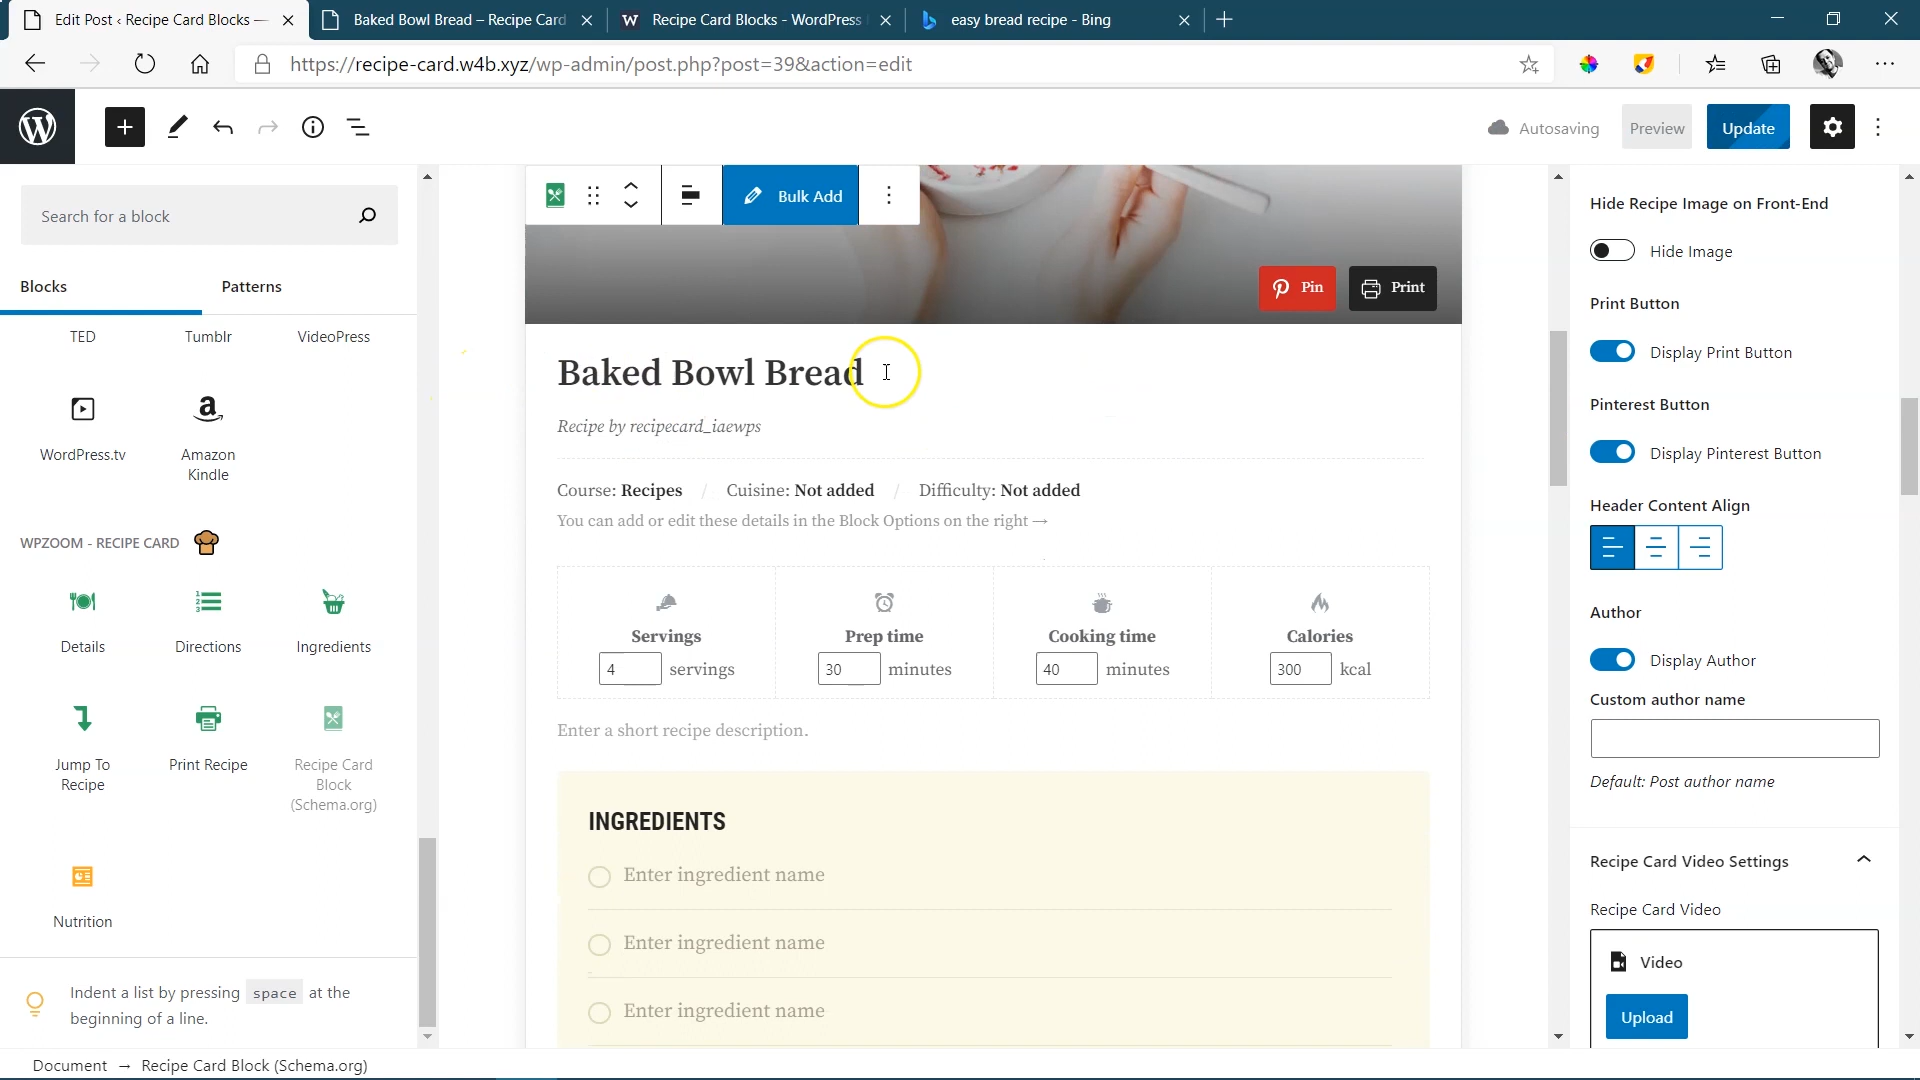 Edit Post ‹ Recipe Card Blocks —
Baked Bowl Bread – Recipe Card
Recipe Card Blocks - WordPress
easy bread recipe - Bing
https://recipe-card.w4b.xyz/wp-admin/post.php?post=39&action=edit
Autosaving
Preview
Update
Search for a block
Blocks
Patterns
TED
Tumblr
VideoPress
WordPress.tv
Amazon
Kindle
WPZOOM - RECIPE CARD
Details
Directions
Ingredients
Jump To
Recipe
Print Recipe
Recipe Card
Block
(Schema.org)
Nutrition
Indent a list by pressing space at the
beginning of a line.
Document → Recipe Card Block (Schema.org)
Bulk Add
Pin
Print
Baked Bowl Bread
Recipe by recipecard_iaewps
Course: Recipes / Cuisine: Not added / Difficulty: Not added
You can add or edit these details in the Block Options on the right →
Servings
4 servings
Prep time
30 minutes
Cooking time
40 minutes
Calories
300 kcal
Enter a short recipe description.
INGREDIENTS
Enter ingredient name
Enter ingredient name
Enter ingredient name
Hide Recipe Image on Front-End
Hide Image
Print Button
Display Print Button
Pinterest Button
Display Pinterest Button
Header Content Align
Author
Display Author
Custom author name
Default: Post author name
Recipe Card Video Settings
Recipe Card Video
Video
Upload